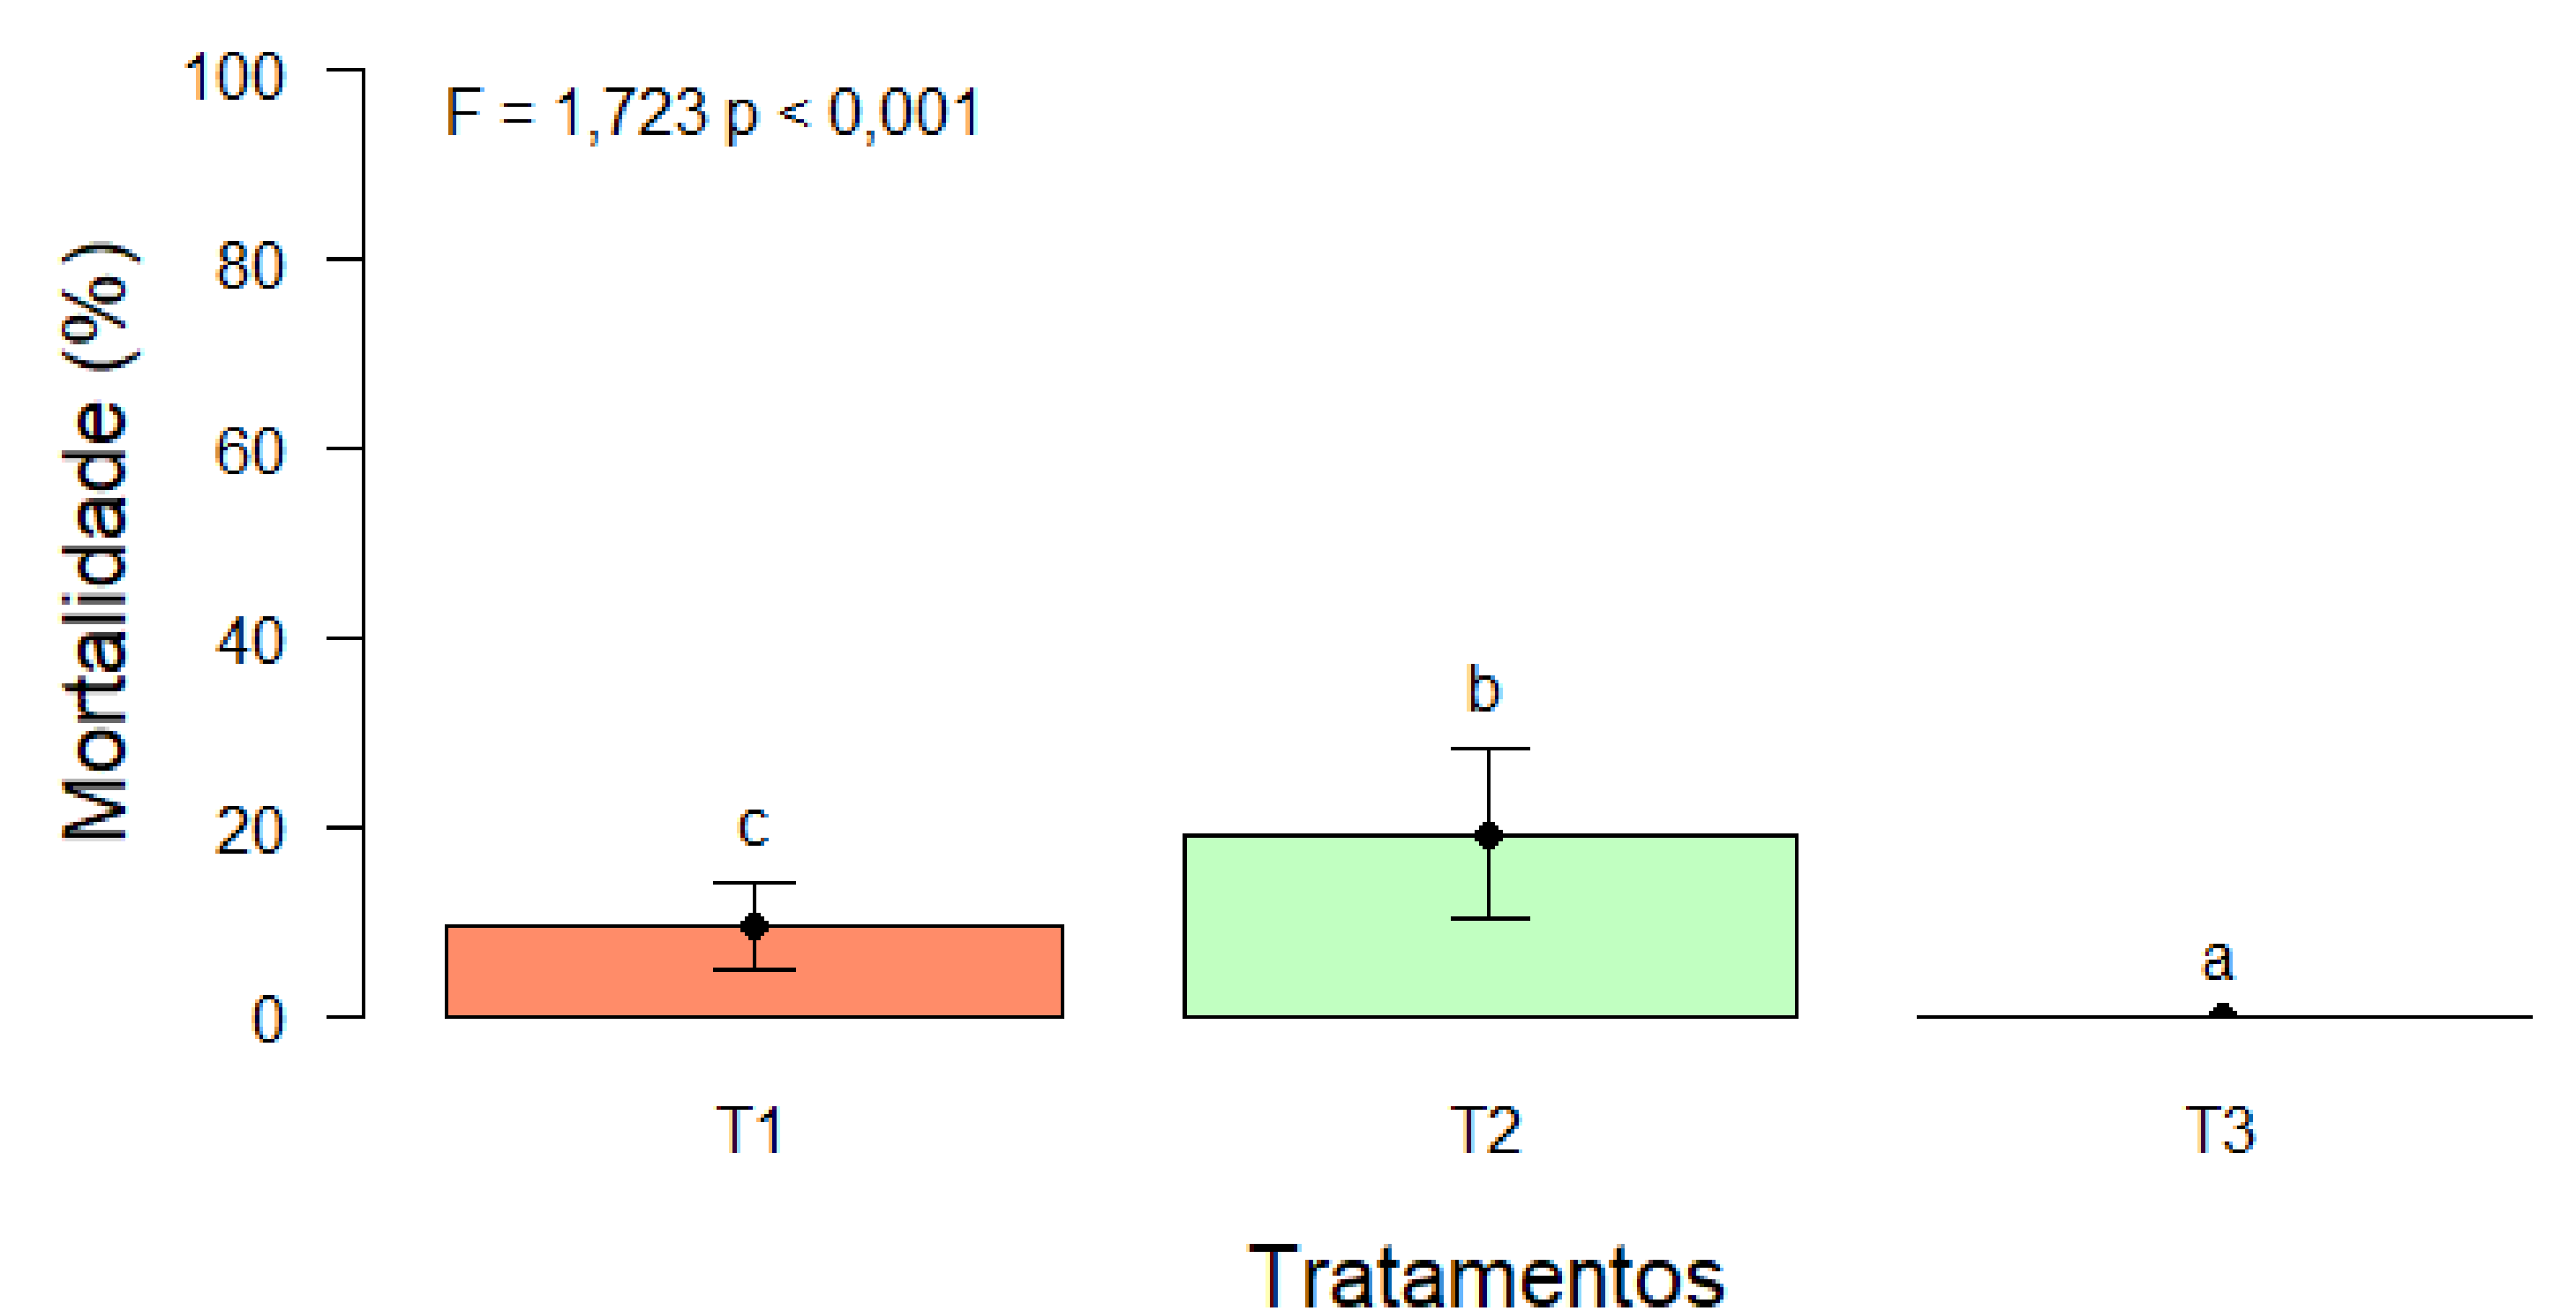 F = 1,723 p < 0,001
Mortalidade (%)
100
80
60
40
20
0
c
b
a
T1 T2 T3
Tratamentos